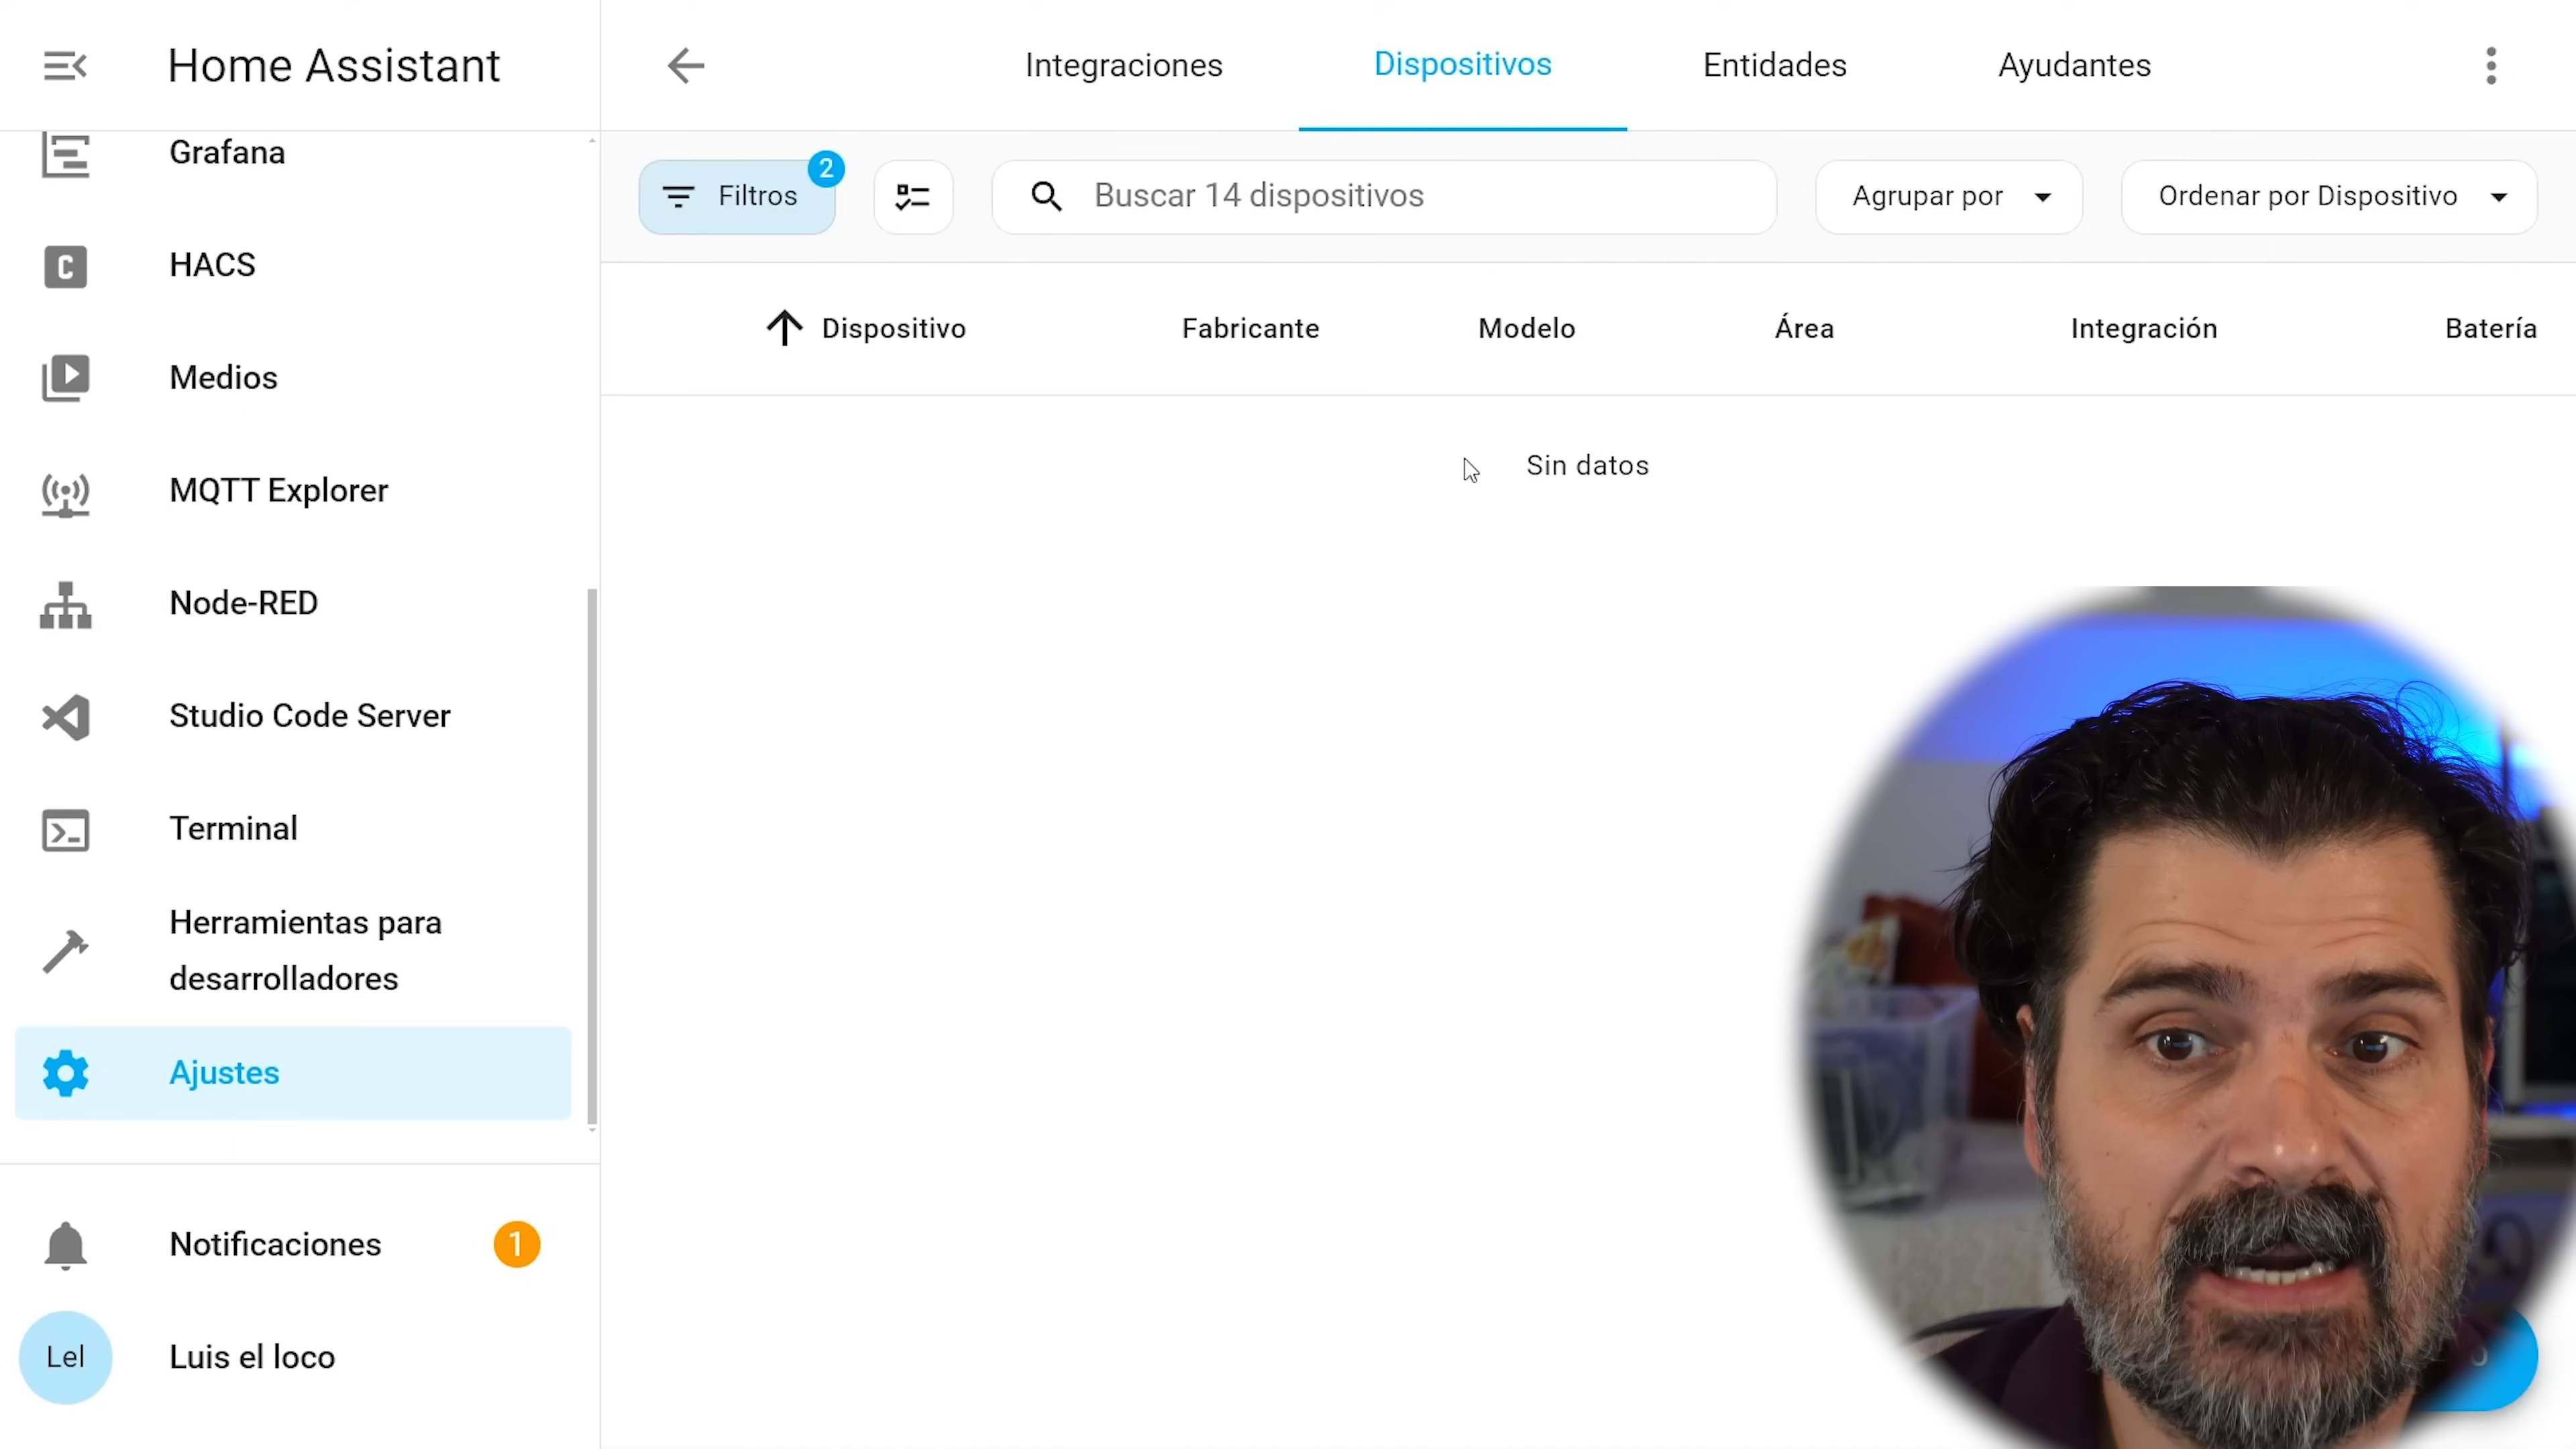 Home Assistant
Grafana
HACS
Medios
MQTT Explorer
Node-RED
Studio Code Server
Terminal
Herramientas para
desarrolladores
Ajustes
Notificaciones 1
Lel Luis el loco
Integraciones Dispositivos Entidades Ayudantes
Filtros 2 Buscar 14 dispositivos Agrupar por Ordenar por Dispositivo
Dispositivo Fabricante Modelo Área Integración Batería
Sin datos